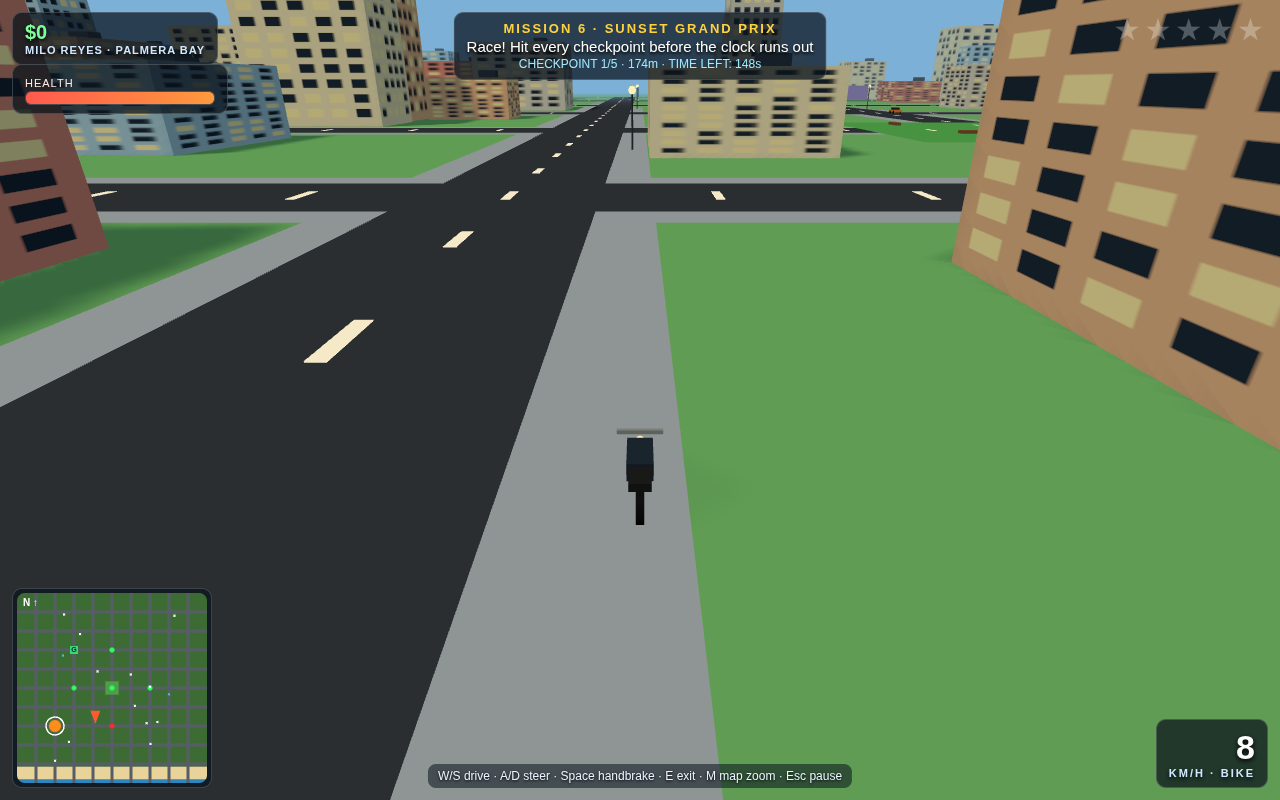 $0
MILO REYES · PALMERA BAY
HEALTH
MISSION 6 · SUNSET GRAND PRIX
Race! Hit every checkpoint before the clock runs out
CHECKPOINT 1/5 · 174m · TIME LEFT: 148s
★ ★ ★ ★ ★
N ↑
G
W/S drive · A/D steer · Space handbrake · E exit · M map zoom · Esc pause
8
KM/H · BIKE